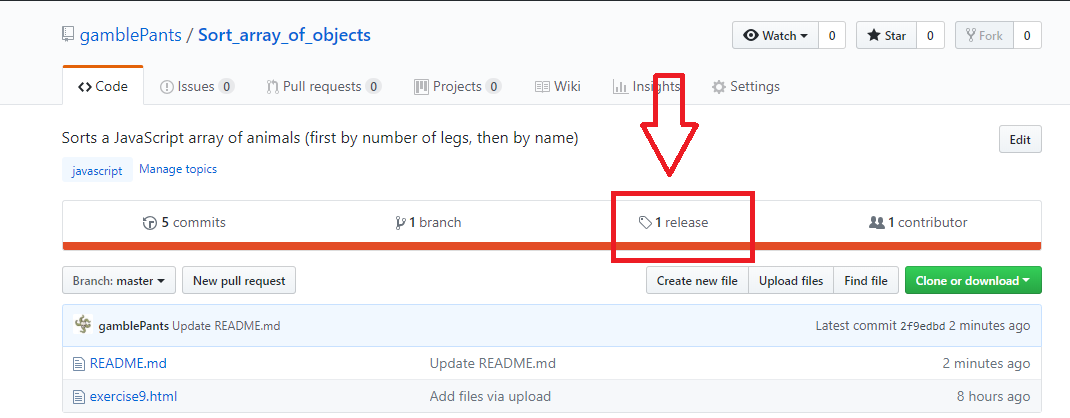 gamblePants / Sort_array_of_objects
Watch 0 Star 0 Fork 0
Code Issues 0 Pull requests 0 Projects 0 Wiki Insights Settings
Sorts a JavaScript array of animals (first by number of legs, then by name)
Edit
javascript Manage topics
5 commits 1 branch 1 release 1 contributor
Branch: master New pull request Create new file Upload files Find file Clone or download
gamblePants Update README.md Latest commit 2f9edbd 2 minutes ago
README.md Update README.md 2 minutes ago
exercise9.html Add files via upload 8 hours ago